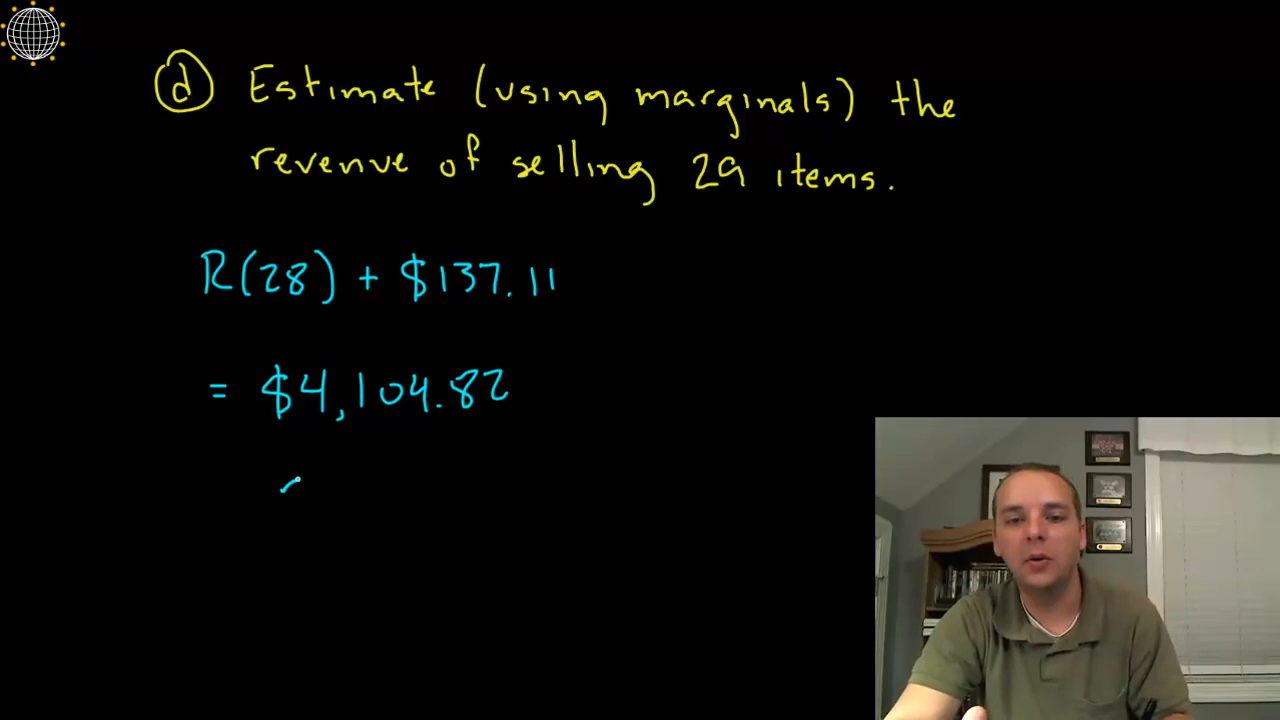 d Estimate (using marginals) the
revenue of selling 29 items.
R(28) + $137.11
= $4,104.82